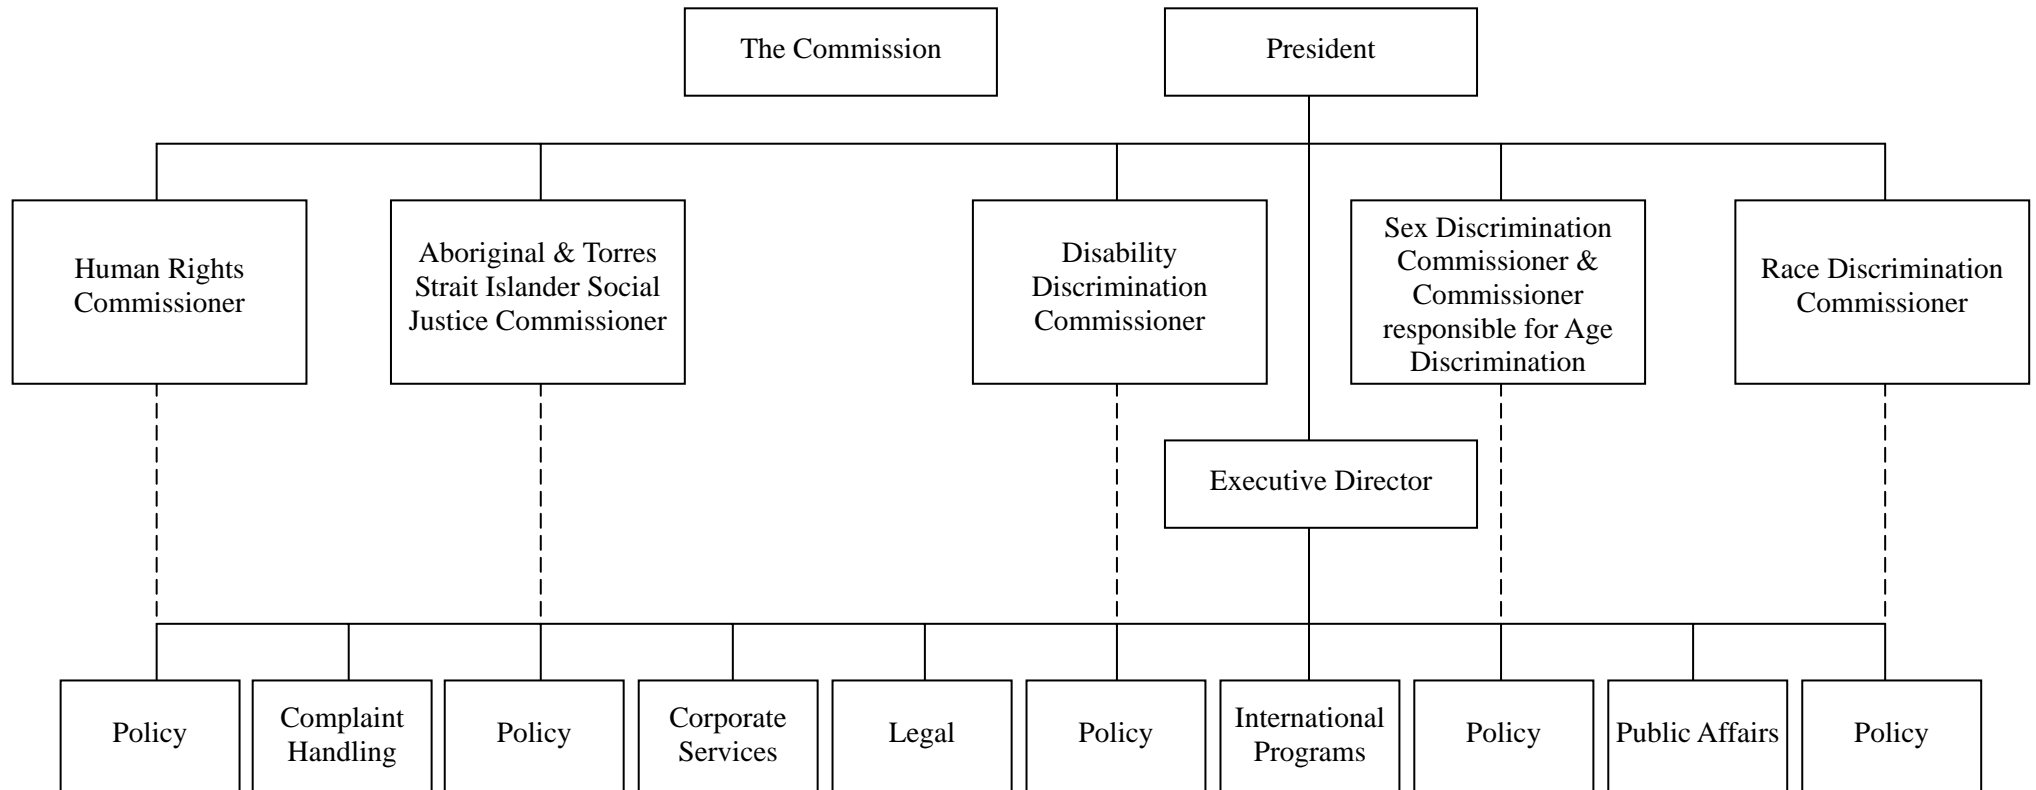 The Commission
President
Human Rights
Commissioner
Aboriginal & Torres
Strait Islander Social
Justice Commissioner
Disability
Discrimination
Commissioner
Sex Discrimination
Commissioner &
Commissioner
responsible for Age
Discrimination
Race Discrimination
Commissioner
Executive Director
Policy
Complaint
Handling
Policy
Corporate
Services
Legal
Policy
International
Programs
Policy
Public Affairs
Policy